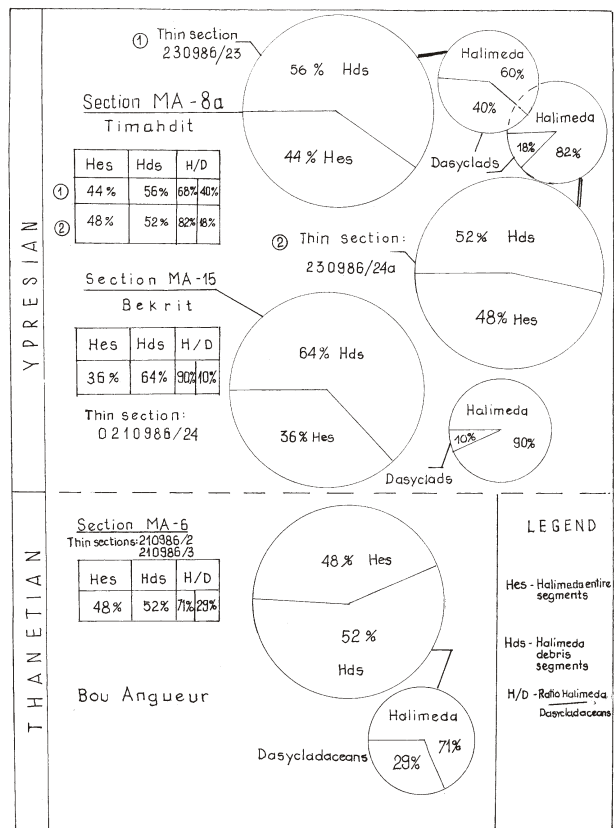 YPRESIAN
① Thin section
230986/23
56 % Hds
44% Hes
Halimeda
60%
40%
Dasyclads
Halimeda
18%
82%
Section MA-8a
Timahdit
Hes Hds H/D
① 44% 56% 68% 40%
② 48% 52% 82% 18%
② Thin section:
230986/24a
52% Hds
48% Hes
Section MA-15
Bekrit
Hes Hds H/D
36% 64% 90% 10%
Thin section:
0210986/24
64% Hds
36% Hes
Halimeda
10%
90%
Dasyclads
THANETIAN
Section MA-6
Thin sections: 210986/2
210986/3
Hes Hds H/D
48% 52% 71% 29%
Bou Angueur
48% Hes
52%
Hds
Halimeda
71%
29%
Dasycladaceans
LEGEND
Hes - Halimeda entire
segments
Hds - Halimeda
debris
segments
H/D - Ratio Halimeda
Dasycladaceans